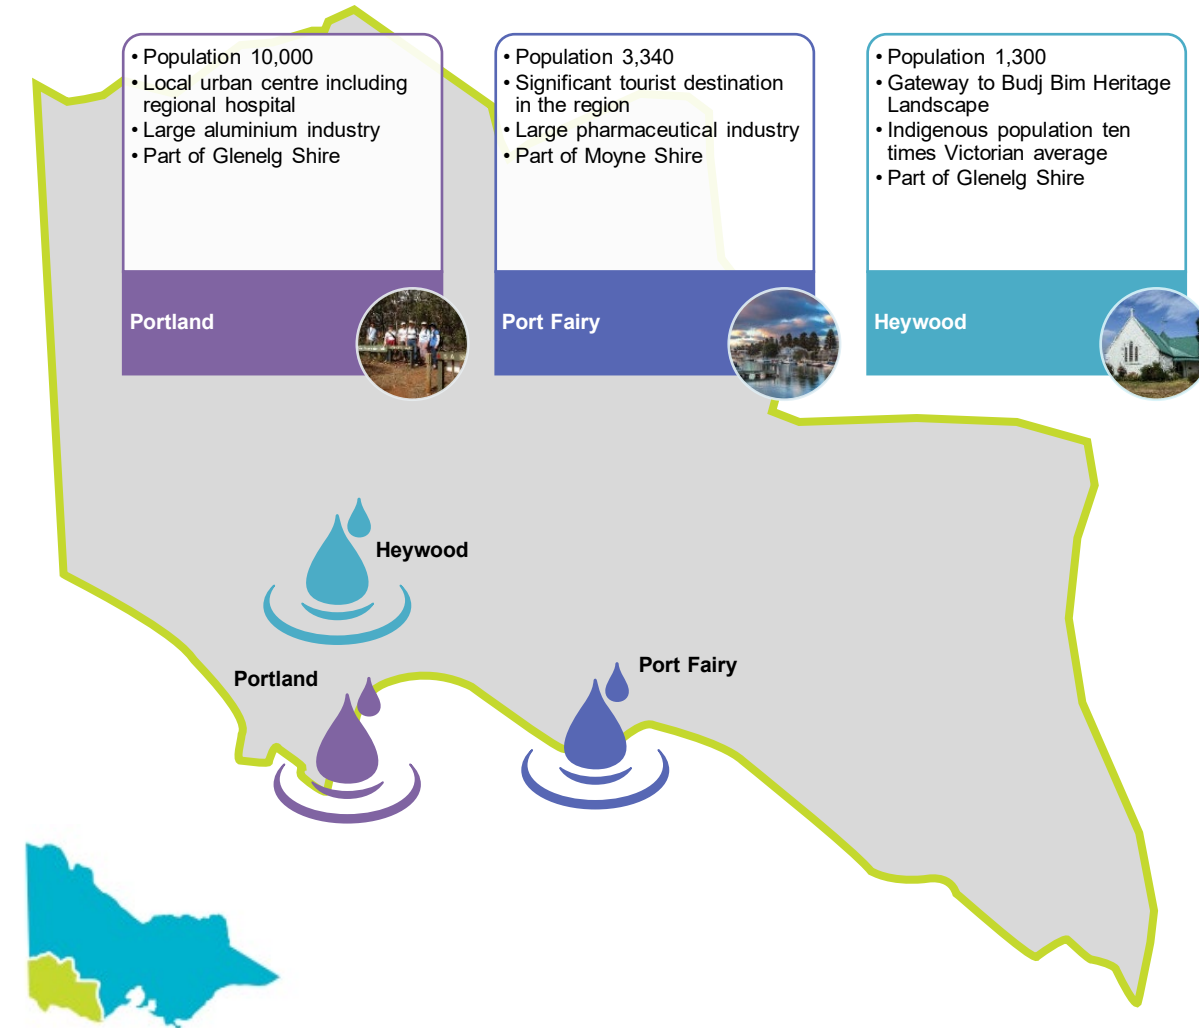 • Population 10,000
• Local urban centre including
regional hospital
• Large aluminium industry
• Part of Glenelg Shire
Portland
• Population 3,340
• Significant tourist destination
in the region
• Large pharmaceutical industry
• Part of Moyne Shire
Port Fairy
• Population 1,300
• Gateway to Budj Bim Heritage
Landscape
• Indigenous population ten
times Victorian average
• Part of Glenelg Shire
Heywood
Heywood
Portland
Port Fairy